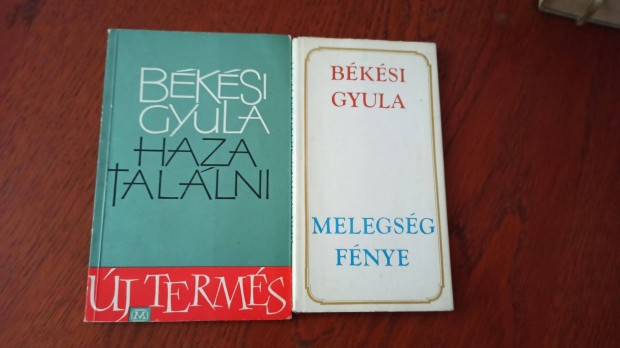 BÉKÉSI
GYULA
HAZA
TALÁLNI
ÚJ TERMÉS
M
BÉKÉSI
GYULA
MELEGSÉG
FÉNYE